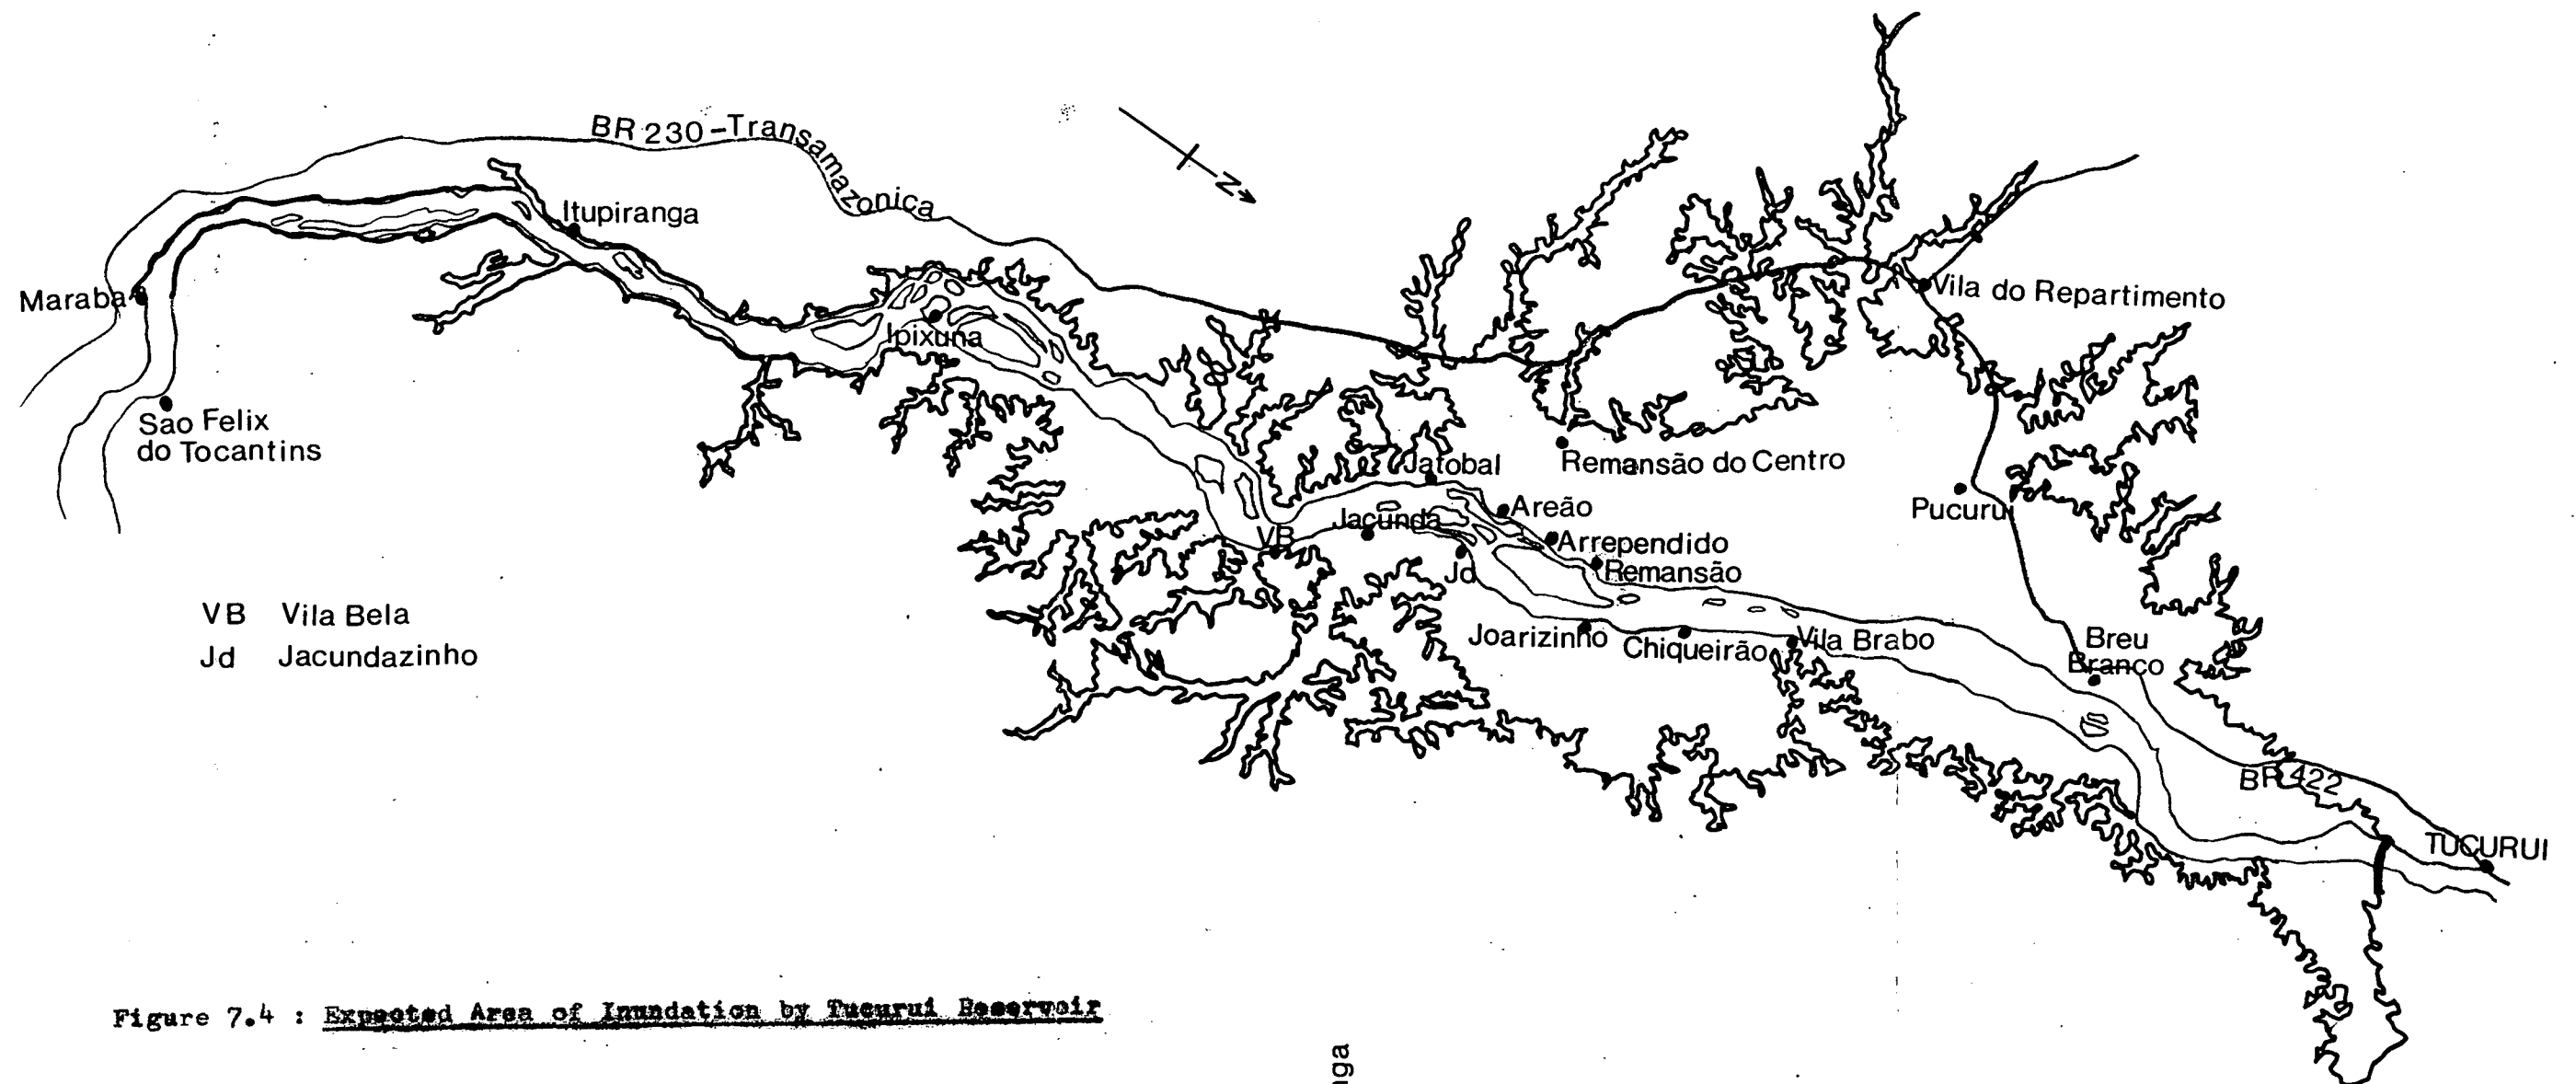 BR 230-Transamazonica
N
Itupiranga
Maraba
Ipixuna
Vila do Repartimento
Sao Felix
do Tocantins
Jatobal
Remansão do Centro
Areão
Pucurui
Jacunda
VB
Arrependido
Jd
Remansão
VB Vila Bela
Jd Jacundazinho
Joarizinho
Chiqueirão
Vila Brabo
Breu
Branco
BR 422
TUCURUI
Figure 7.4 : Expected Area of Inundation by Tucurui Reservoir
nga